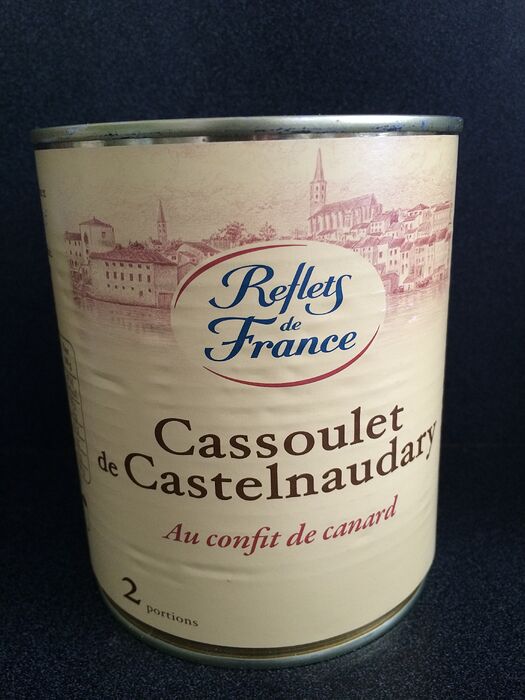 Reflets
de
France
Cassoulet
de Castelnaudary
Au confit de canard
2 portions